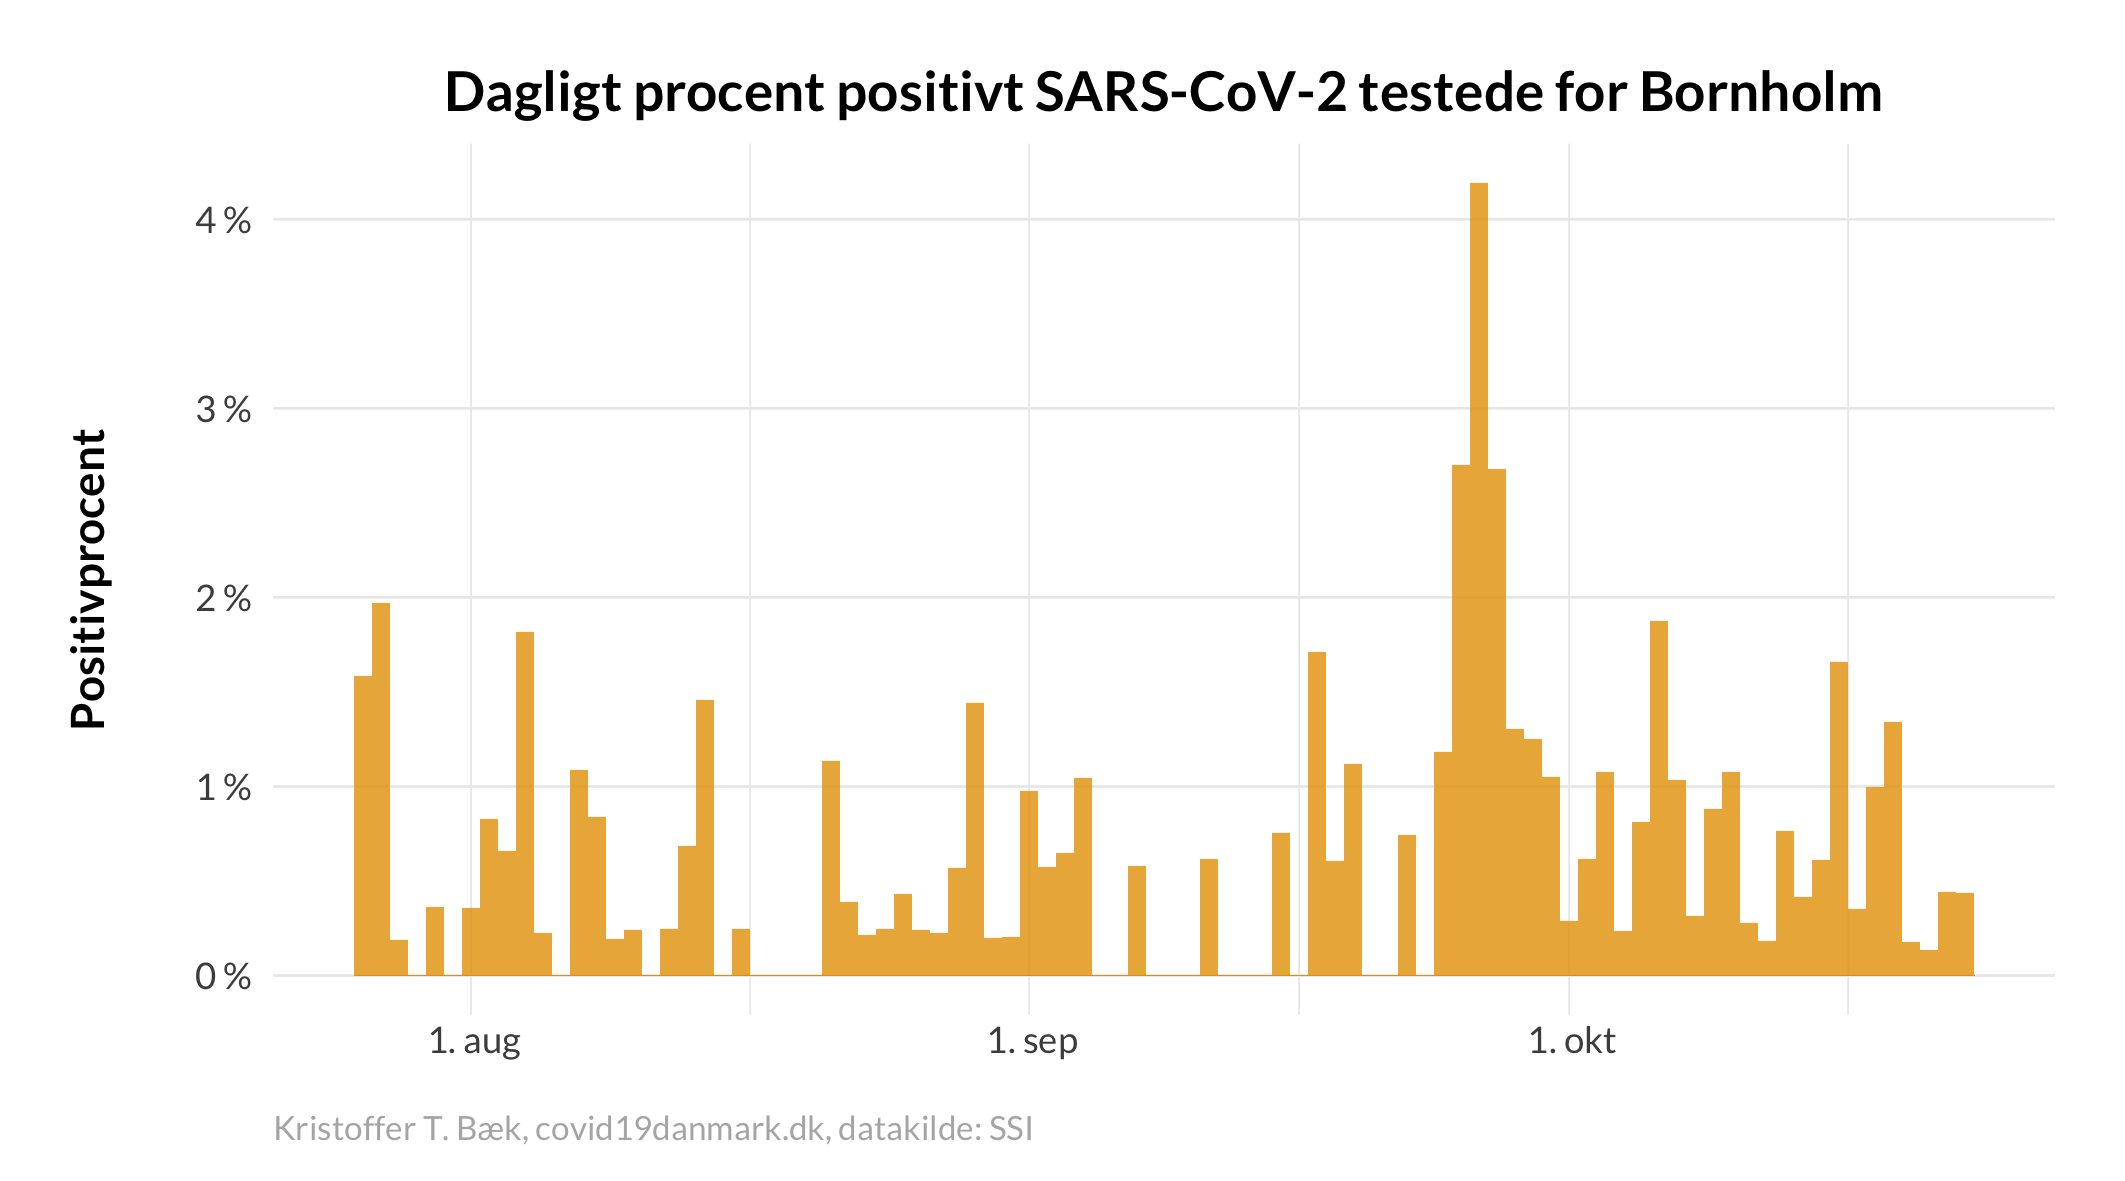 Dagligt procent positivt SARS-CoV-2 testede for Bornholm
Positivprocent
4 %
3 %
2 %
1 %
0 %
1. aug
1. sep
1. okt
Kristoffer T. Bæk, covid19danmark.dk, datakilde: SSI